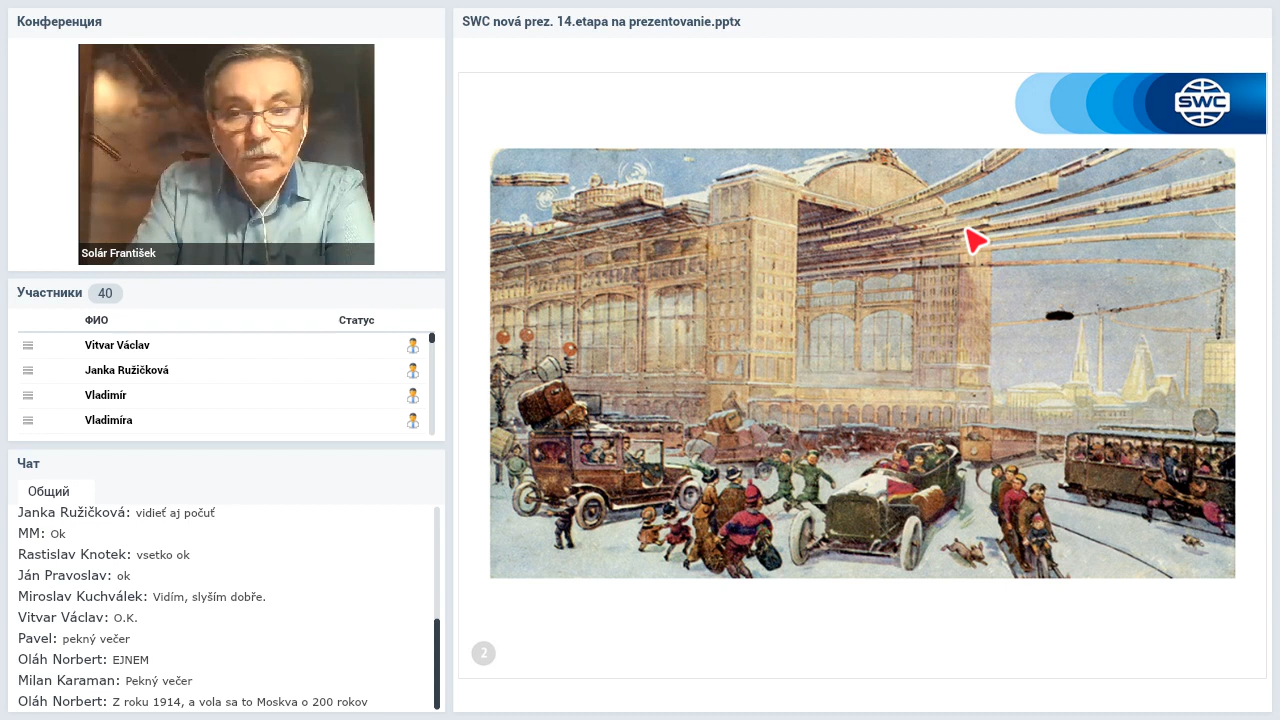 Конференция
Solár František
Участники 40
ФИО Статус
Vitvar Václav
Janka Ružičková
Vladimír
Vladimíra
Чат
Общий
Janka Ružičková: vidieť aj počuť
MM: Ok
Rastislav Knotek: vsetko ok
Ján Pravoslav: ok
Miroslav Kuchválek: Vidím, slyším dobře.
Vitvar Václav: O.K.
Pavel: pekný večer
Oláh Norbert: EJNEM
Milan Karaman: Pekný večer
Oláh Norbert: Z roku 1914, a vola sa to Moskva o 200 rokov
SWC nová prez. 14.etapa na prezentovanie.pptx
SWC
2